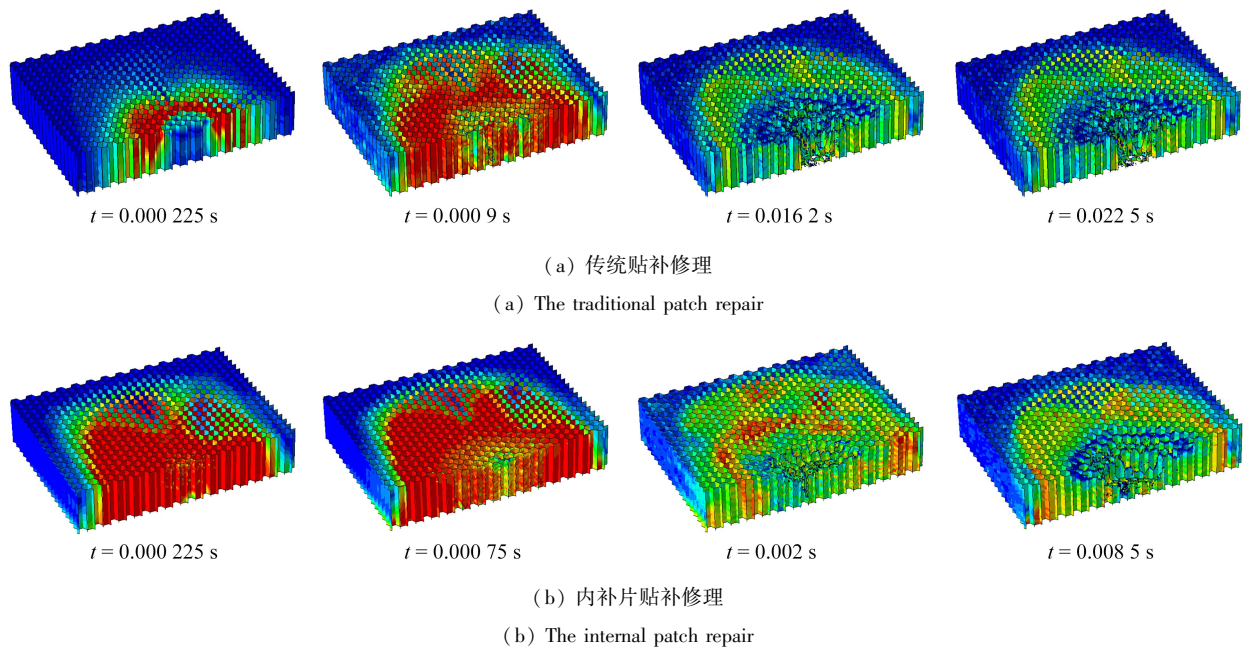 t = 0.000 225 s t = 0.000 9 s t = 0.016 2 s t = 0.022 5 s
(a) 传统贴补修理
(a) The traditional patch repair
t = 0.000 225 s t = 0.000 75 s t = 0.002 s t = 0.008 5 s
(b) 内补片贴补修理
(b) The internal patch repair